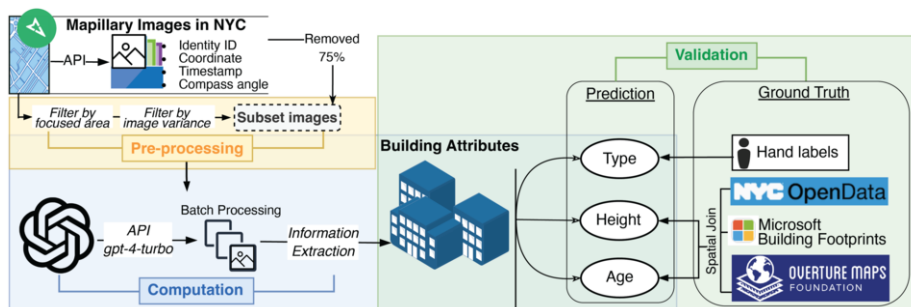 Mapillary Images in NYC
API
Identity ID
Coordinate
Timestamp
Compass angle
Removed
75%
Filter by
focused area
Filter by
image variance
Subset images
Pre-processing
API
gpt-4-turbo
Batch Processing
Information
Extraction
Computation
Building Attributes
Validation
Prediction
Type
Height
Age
Ground Truth
Hand labels
Spatial Join
NYC OpenData
Microsoft
Building Footprints
OVERTURE MAPS
FOUNDATION